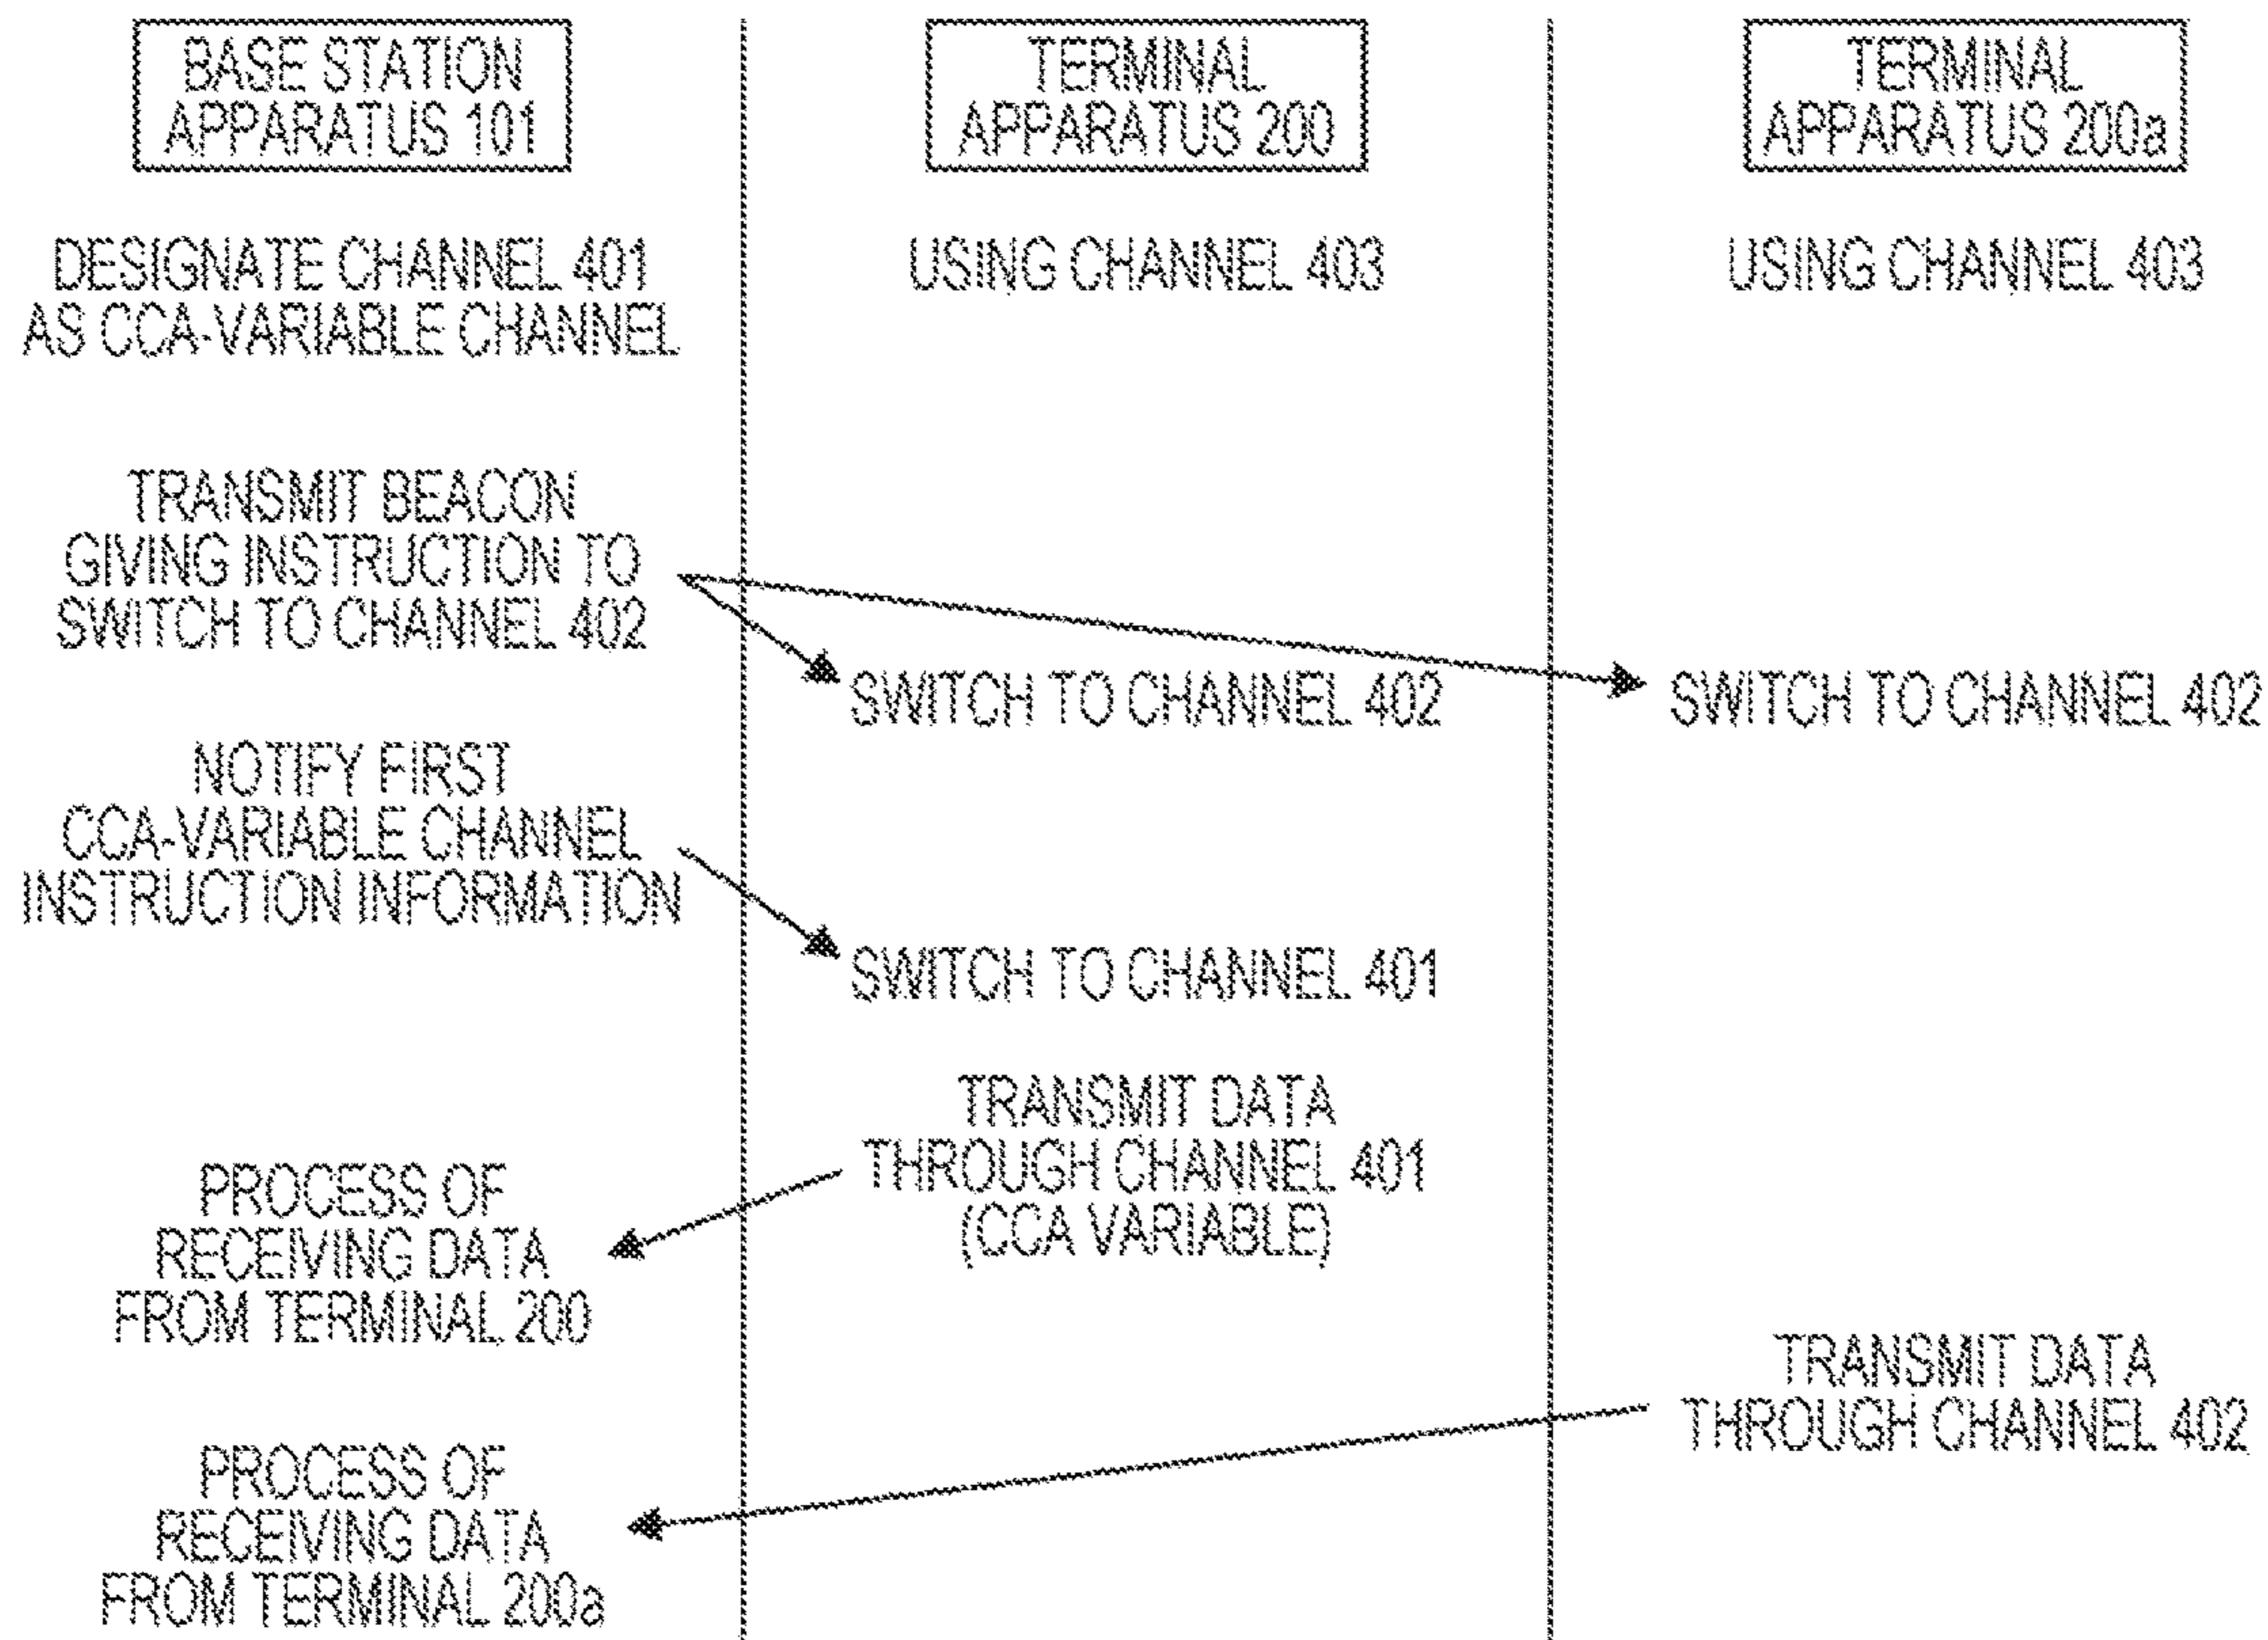 BASE STATION
APPARATUS 101
TERMINAL
APPARATUS 200
TERMINAL
APPARATUS 200a
DESIGNATE CHANNEL 401
AS CCA-VARIABLE CHANNEL
USING CHANNEL 403
USING CHANNEL 403
TRANSMIT BEACON
GIVING INSTRUCTION TO
SWITCH TO CHANNEL 402
SWITCH TO CHANNEL 402
SWITCH TO CHANNEL 402
NOTIFY FIRST
CCA-VARIABLE CHANNEL
INSTRUCTION INFORMATION
SWITCH TO CHANNEL 401
TRANSMIT DATA
THROUGH CHANNEL 401
(CCA VARIABLE)
PROCESS OF
RECEIVING DATA
FROM TERMINAL 200
TRANSMIT DATA
THROUGH CHANNEL 402
PROCESS OF
RECEIVING DATA
FROM TERMINAL 200a